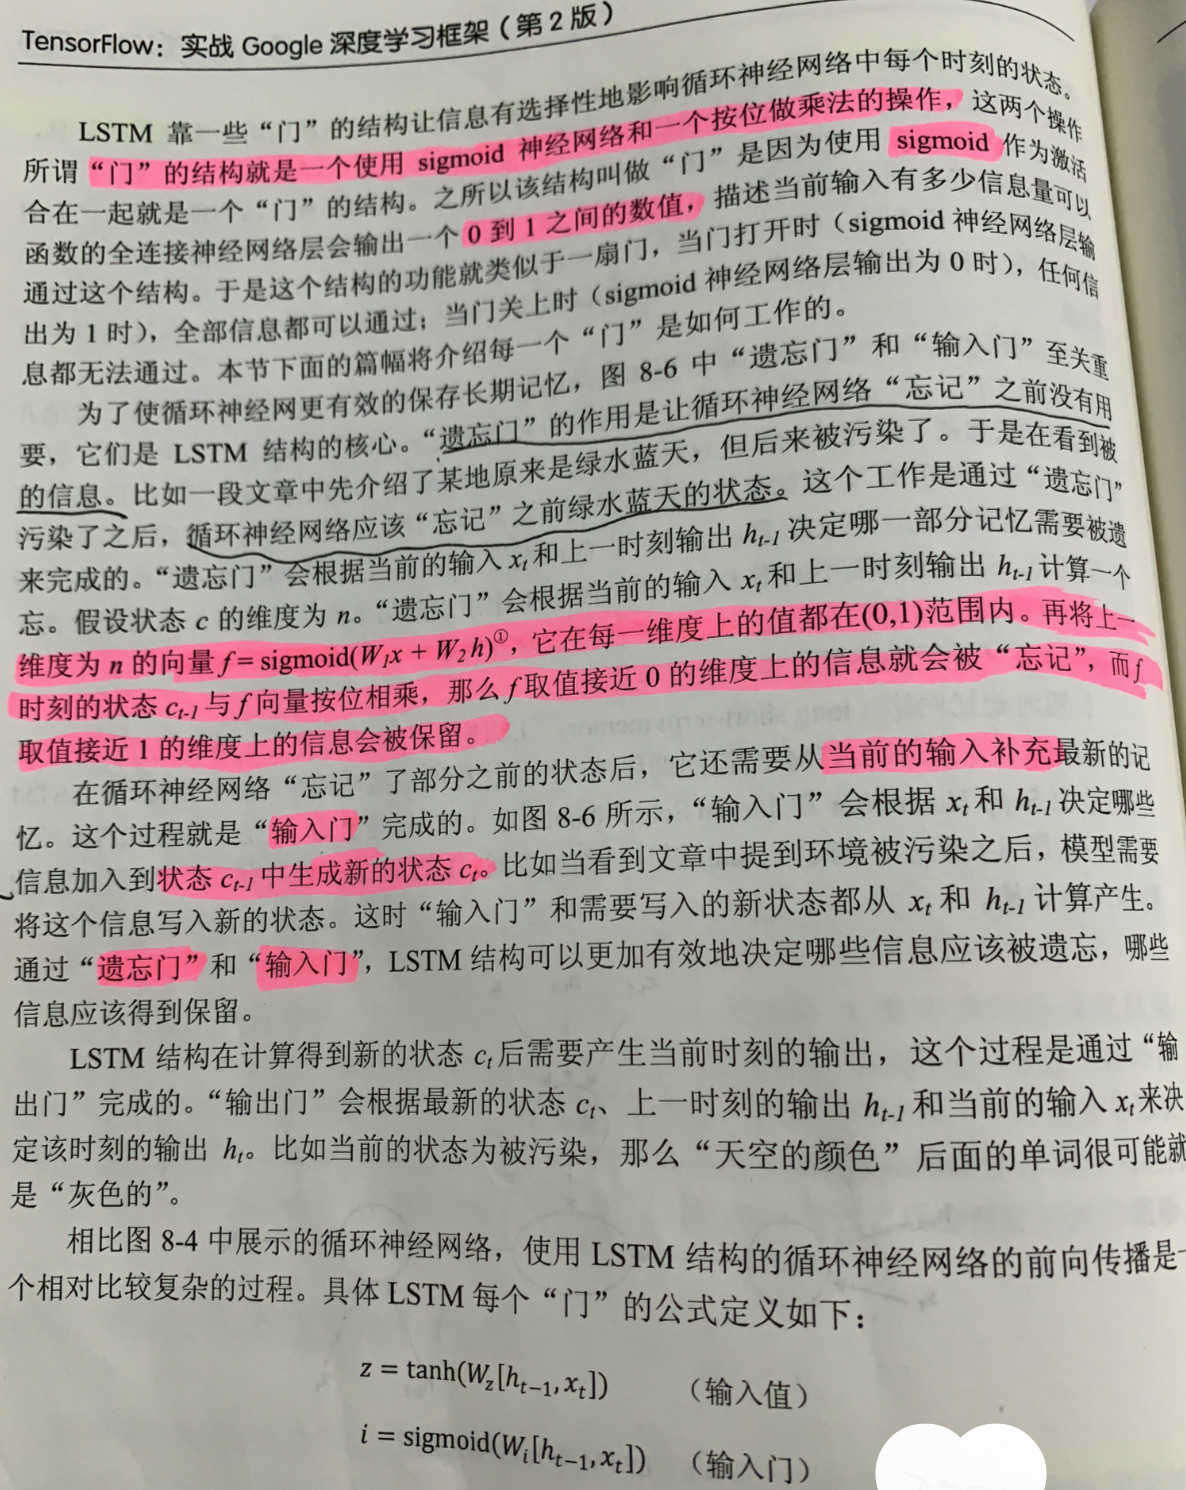 TensorFlow：实战 Google 深度学习框架（第 2 版）
LSTM 靠一些“门”的结构让信息有选择性地影响循环神经网络中每个时刻的状态。
所谓“门”的结构就是一个使用 sigmoid 神经网络和一个按位做乘法的操作，这两个操作
合在一起就是一个“门”的结构。之所以该结构叫做“门”是因为使用 sigmoid 作为激活
函数的全连接神经网络层会输出一个 0 到 1 之间的数值，描述当前输入有多少信息量可以
通过这个结构。于是这个结构的功能就类似于一扇门，当门打开时（sigmoid 神经网络层输
出为 1 时），全部信息都可以通过；当门关上时（sigmoid 神经网络层输出为 0 时），任何信
息都无法通过。本节下面的篇幅将介绍每一个“门”是如何工作的。
为了使循环神经网更有效的保存长期记忆，图 8-6 中“遗忘门”和“输入门”至关重
要，它们是 LSTM 结构的核心。“遗忘门”的作用是让循环神经网络“忘记”之前没有用
的信息。比如一段文章中先介绍了某地原来是绿水蓝天，但后来被污染了。于是在看到被
污染了之后，循环神经网络应该“忘记”之前绿水蓝天的状态。这个工作是通过“遗忘门”
来完成的。“遗忘门”会根据当前的输入 xₜ 和上一时刻输出 hₜ₋₁ 决定哪一部分记忆需要被遗
忘。假设状态 c 的维度为 n。“遗忘门”会根据当前的输入 xₜ 和上一时刻输出 hₜ₋₁ 计算一个
维度为 n 的向量 f = sigmoid(W₁x + W₂h)①，它在每一维度上的值都在(0,1)范围内。再将上一
时刻的状态 cₜ₋₁ 与 f 向量按位相乘，那么 f 取值接近 0 的维度上的信息就会被“忘记”，而 f
取值接近 1 的维度上的信息会被保留。
在循环神经网络“忘记”了部分之前的状态后，它还需要从当前的输入补充最新的记
忆。这个过程就是“输入门”完成的。如图 8-6 所示，“输入门”会根据 xₜ 和 hₜ₋₁ 决定哪些
信息加入到状态 cₜ₋₁ 中生成新的状态 cₜ。比如当看到文章中提到环境被污染之后，模型需要
将这个信息写入新的状态。这时“输入门”和需要写入的新状态都从 xₜ 和 hₜ₋₁ 计算产生。
通过“遗忘门”和“输入门”，LSTM 结构可以更加有效地决定哪些信息应该被遗忘，哪些
信息应该得到保留。
LSTM 结构在计算得到新的状态 cₜ 后需要产生当前时刻的输出，这个过程是通过“输
出门”完成的。“输出门”会根据最新的状态 cₜ、上一时刻的输出 hₜ₋₁ 和当前的输入 xₜ 来决
定该时刻的输出 hₜ。比如当前的状态为被污染，那么“天空的颜色”后面的单词很可能就
是“灰色的”。
相比图 8-4 中展示的循环神经网络，使用 LSTM 结构的循环神经网络的前向传播是一
个相对比较复杂的过程。具体 LSTM 每个“门”的公式定义如下：
z = tanh(W_z[hₜ₋₁, xₜ]) （输入值）
i = sigmoid(Wᵢ[hₜ₋₁, xₜ]) （输入门）